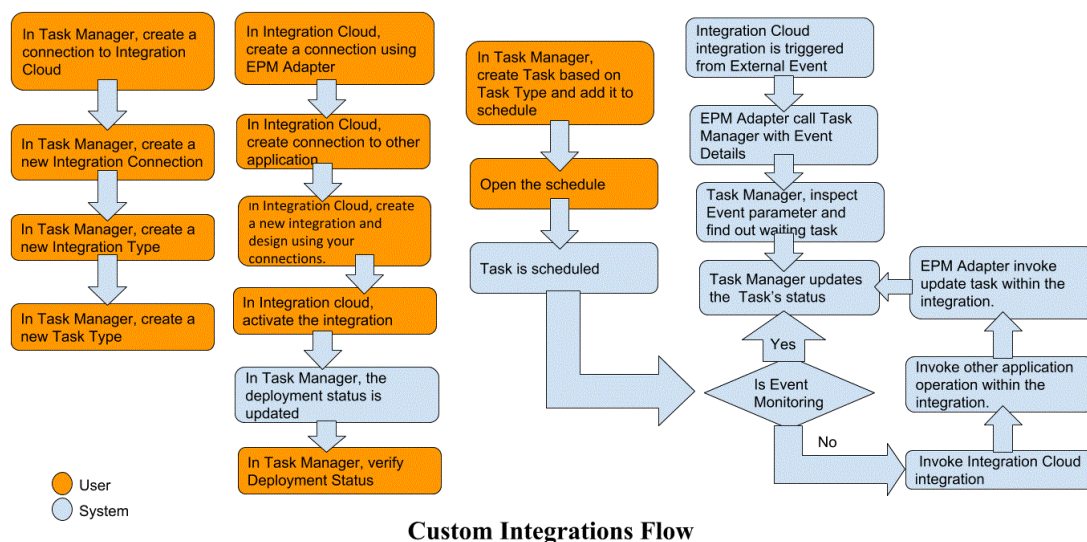 In Task Manager, create a
connection to Integration
Cloud
In Task Manager, create a
new Integration Connection
In Task Manager, create a
new Integration Type
In Task Manager, create a
new Task Type
In Integration Cloud,
create a connection using
EPM Adapter
In Integration Cloud,
create connection to other
application
In Integration Cloud, create
a new integration and
design using your
connections.
In Integration cloud,
activate the integration
In Task Manager, the
deployment status is
updated
In Task Manager, verify
Deployment Status
In Task Manager,
create Task based on
Task Type and add it to
schedule
Open the schedule
Task is scheduled
Integration Cloud
integration is triggered
from External Event
EPM Adapter call Task
Manager with Event
Details
Task Manager, inspect
Event parameter and
find out waiting task
Task Manager updates
the Task's status
Yes
Is Event
Monitoring
No
Invoke Integration Cloud
integration
Invoke other application
operation within the
integration.
EPM Adapter invoke
update task within the
integration.
User
System
Custom Integrations Flow